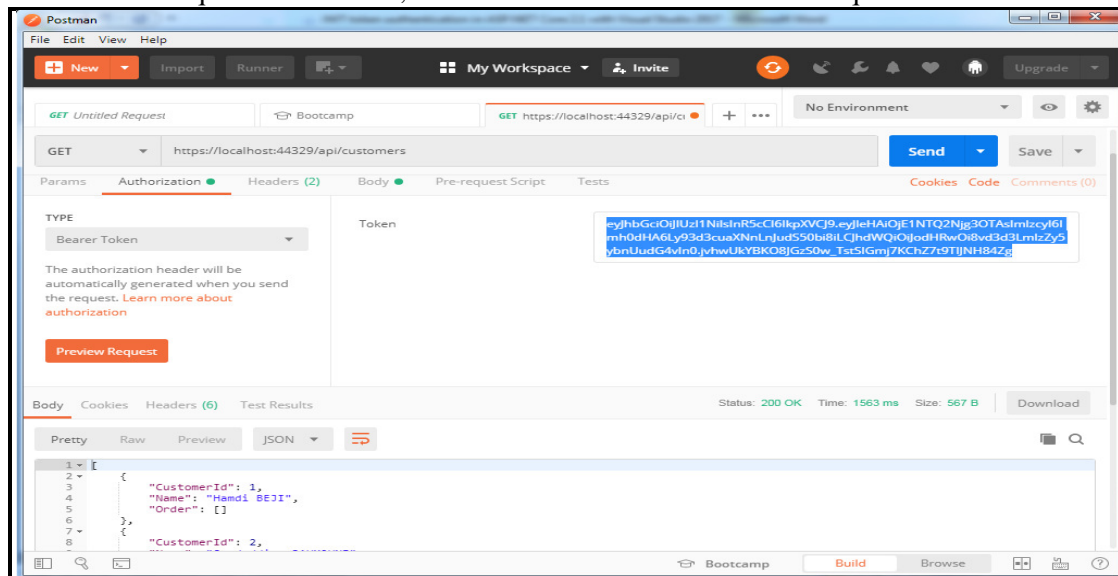 Postman
File Edit View Help
New Import Runner My Workspace Invite Upgrade
GET Untitled Request Bootcamp GET https://localhost:44329/api/cu No Environment
GET https://localhost:44329/api/customers Send Save
Params Authorization Headers (2) Body Pre-request Script Tests Cookies Code Comments (0)
TYPE
Bearer Token
The authorization header will be
automatically generated when you send
the request. Learn more about
authorization
Preview Request
Token
Body Cookies Headers (6) Test Results Status: 200 OK Time: 1563 ms Size: 567 B Download
Pretty Raw Preview JSON
1 [
2 {
3 "CustomerId": 1,
4 "Name": "Hamdi BEJI",
5 "Order": []
6 },
7 {
8 "CustomerId": 2,
Bootcamp Build Browse